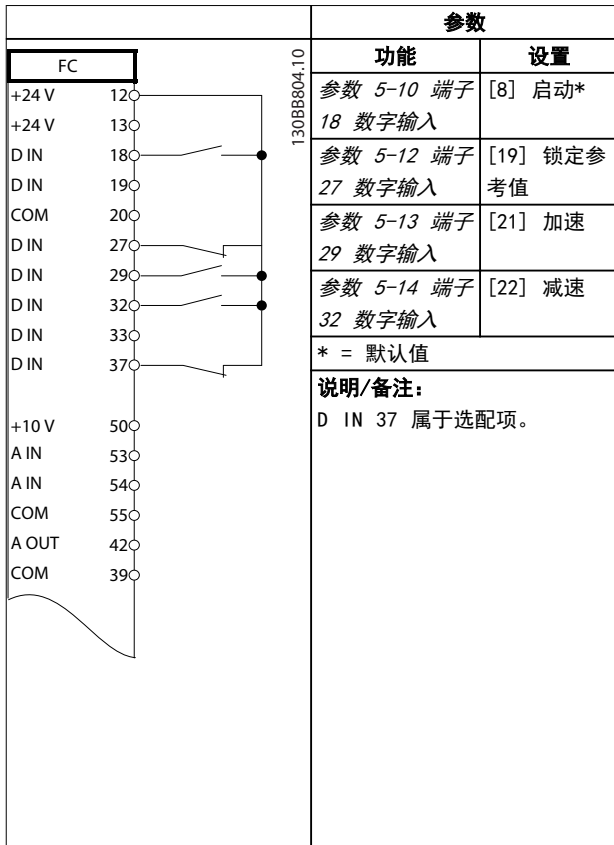 FC
+24 V 12
+24 V 13
D IN 18
D IN 19
COM 20
D IN 27
D IN 29
D IN 32
D IN 33
D IN 37
+10 V 50
A IN 53
A IN 54
COM 55
A OUT 42
COM 39
130BB804.10
参数
功能 设置
参数 5-10 端子 [8] 启动*
18 数字输入
参数 5-12 端子 [19] 锁定参
27 数字输入 考值
参数 5-13 端子 [21] 加速
29 数字输入
参数 5-14 端子 [22] 减速
32 数字输入
* = 默认值
说明/备注:
D IN 37 属于选配项。